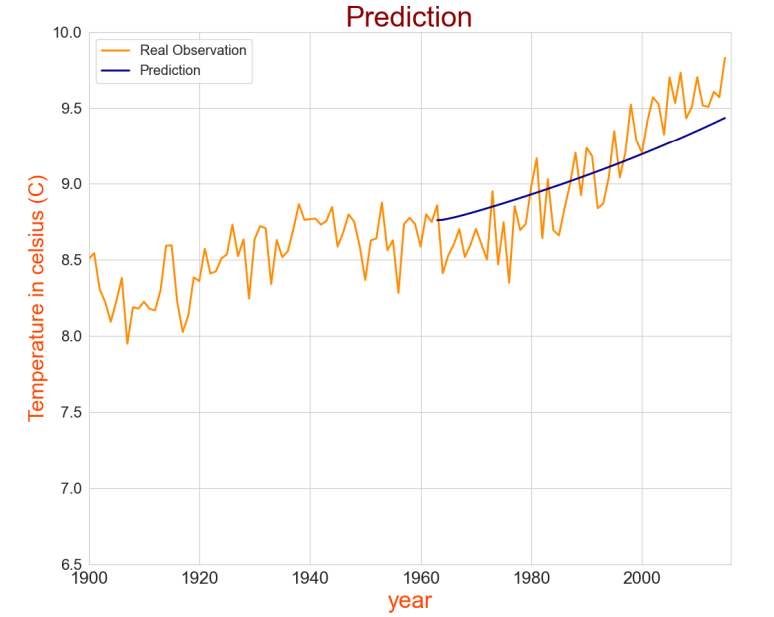 Prediction
Real Observation
Prediction
10.0
9.5
9.0
8.5
8.0
7.5
7.0
6.5
Temperature in celsius (C)
1900
1920
1940
1960
1980
2000
year